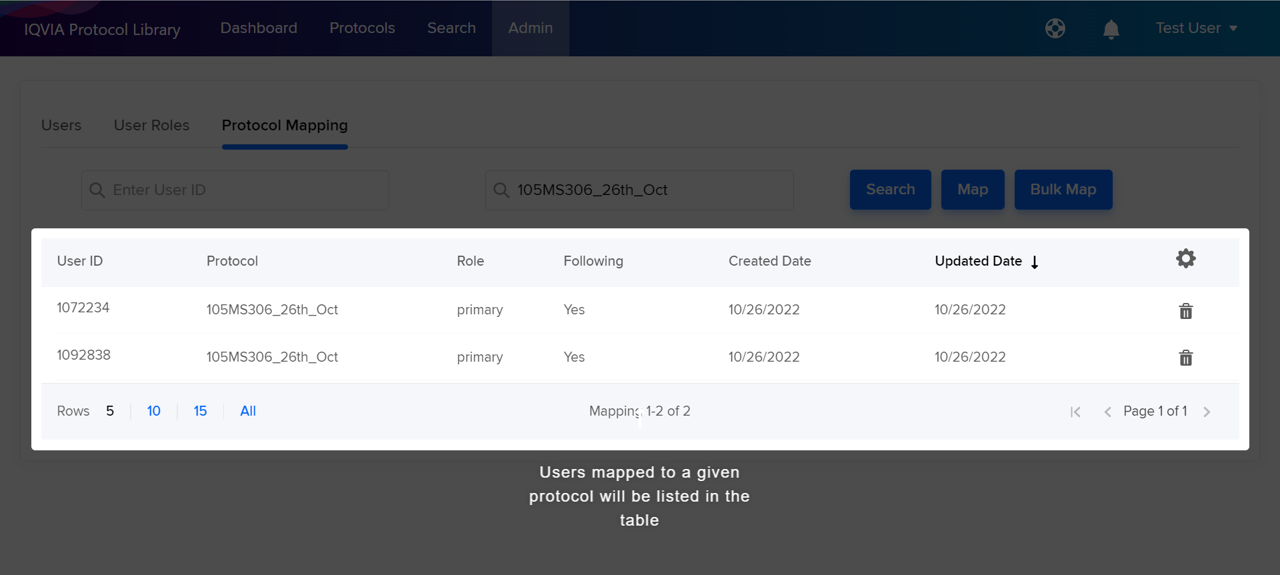 IQVIA Protocol Library Dashboard Protocols Search Admin Test User
Users User Roles Protocol Mapping
Enter User ID 105MS306_26th_Oct Search Map Bulk Map
User ID Protocol Role Following Created Date Updated Date
1072234 105MS306_26th_Oct primary Yes 10/26/2022 10/26/2022
1092838 105MS306_26th_Oct primary Yes 10/26/2022 10/26/2022
Rows 5 10 15 All Mapping 1-2 of 2 Page 1 of 1
Users mapped to a given
protocol will be listed in the
table